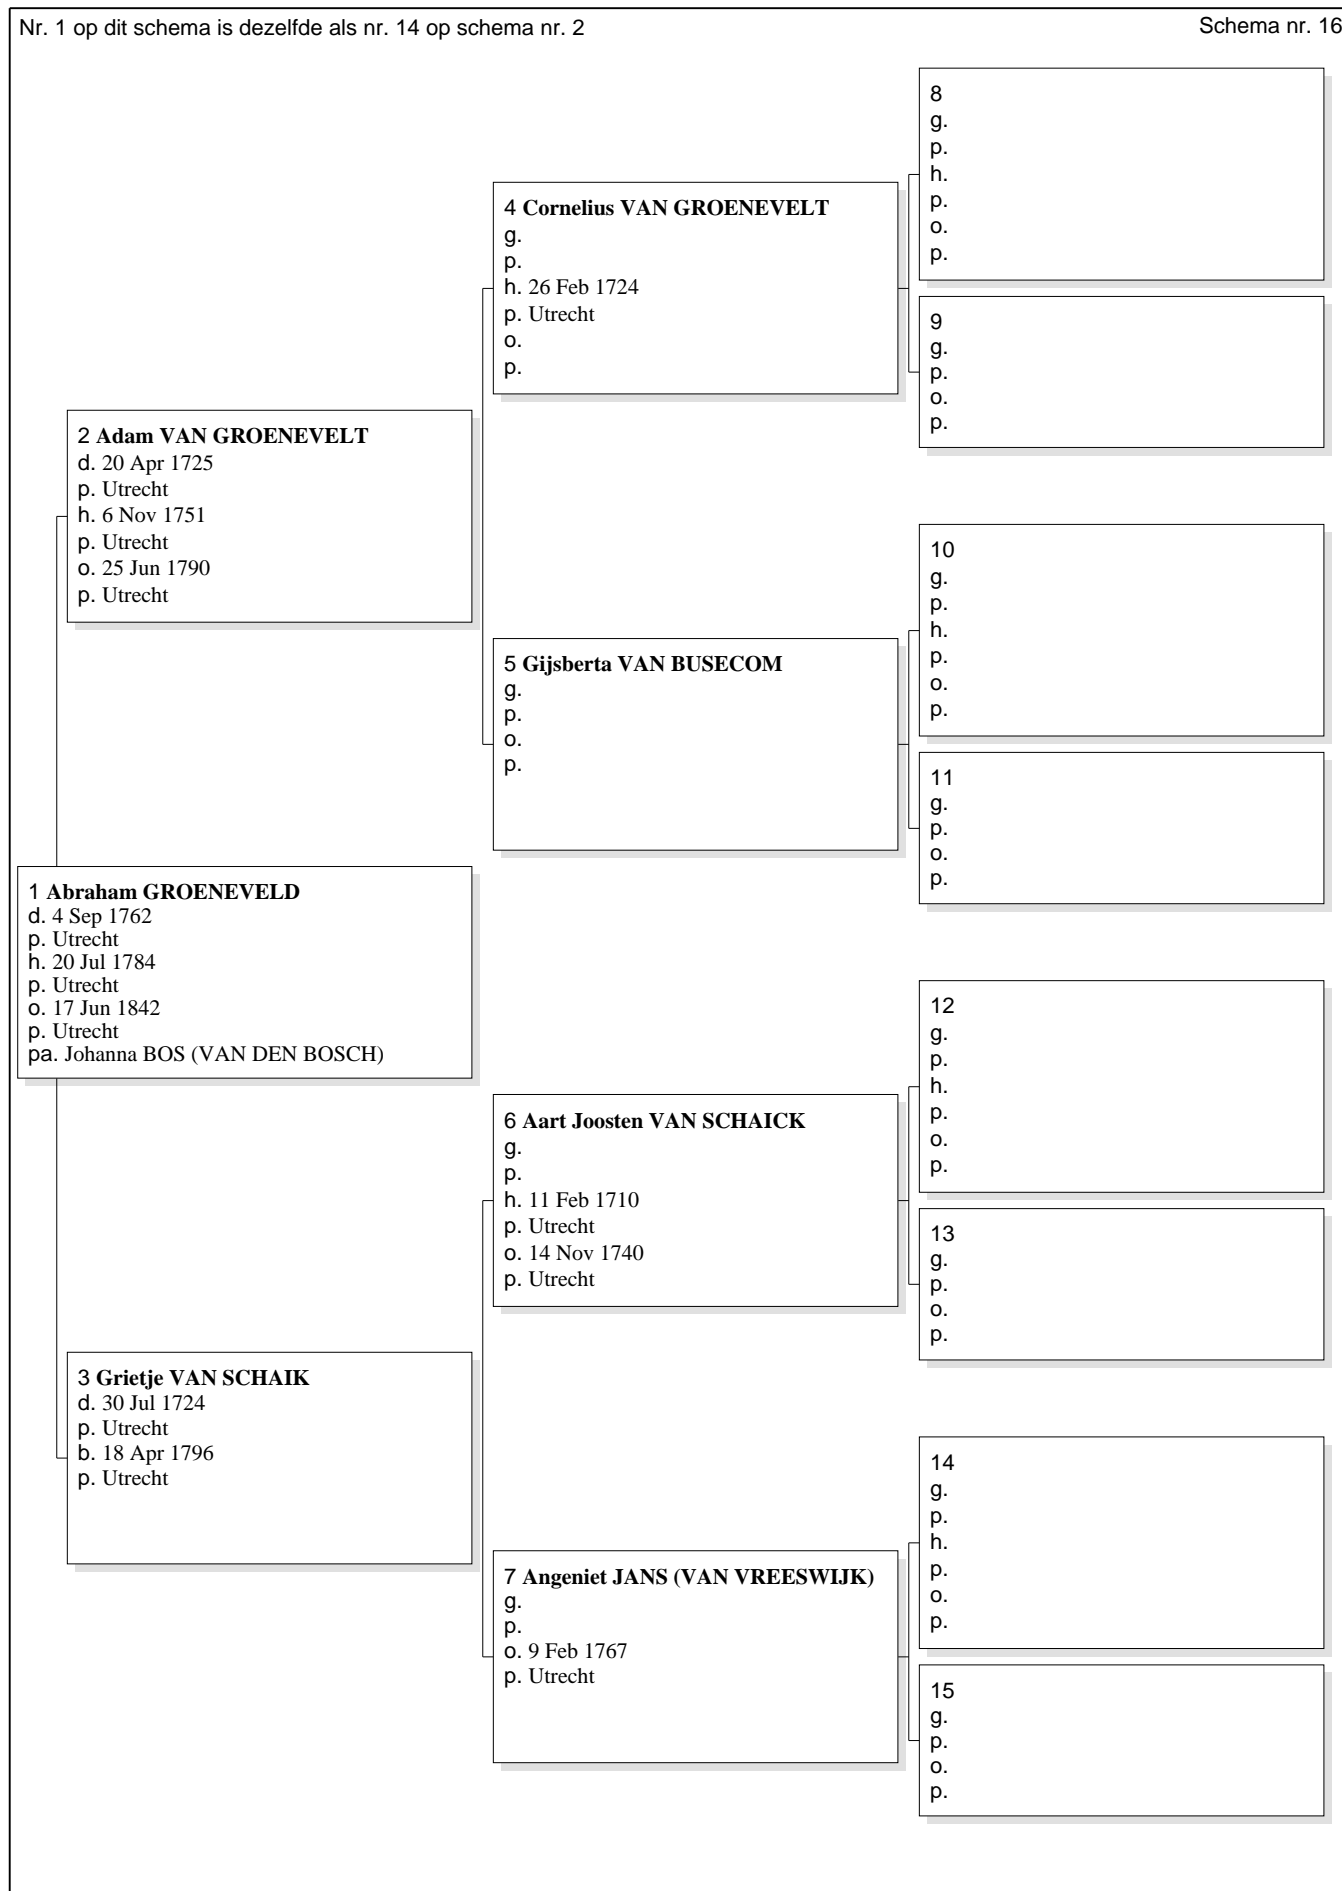 Nr. 1 op dit schema is dezelfde als nr. 14 op schema nr. 2
Schema nr. 16
1 Abraham GROENEVELD
d. 4 Sep 1762
p. Utrecht
h. 20 Jul 1784
p. Utrecht
o. 17 Jun 1842
p. Utrecht
pa. Johanna BOS (VAN DEN BOSCH)
2 Adam VAN GROENEVELT
d. 20 Apr 1725
p. Utrecht
h. 6 Nov 1751
p. Utrecht
o. 25 Jun 1790
p. Utrecht
3 Grietje VAN SCHAIK
d. 30 Jul 1724
p. Utrecht
b. 18 Apr 1796
p. Utrecht
4 Cornelius VAN GROENEVELT
g.
p.
h. 26 Feb 1724
p. Utrecht
o.
p.
5 Gijsberta VAN BUSECOM
g.
p.
o.
p.
6 Aart Joosten VAN SCHAICK
g.
p.
h. 11 Feb 1710
p. Utrecht
o. 14 Nov 1740
p. Utrecht
7 Angeniet JANS (VAN VREESWIJK)
g.
p.
o. 9 Feb 1767
p. Utrecht
8
g.
p.
h.
p.
o.
p.
9
g.
p.
o.
p.
10
g.
p.
h.
p.
o.
p.
11
g.
p.
o.
p.
12
g.
p.
h.
p.
o.
p.
13
g.
p.
o.
p.
14
g.
p.
h.
p.
o.
p.
15
g.
p.
o.
p.